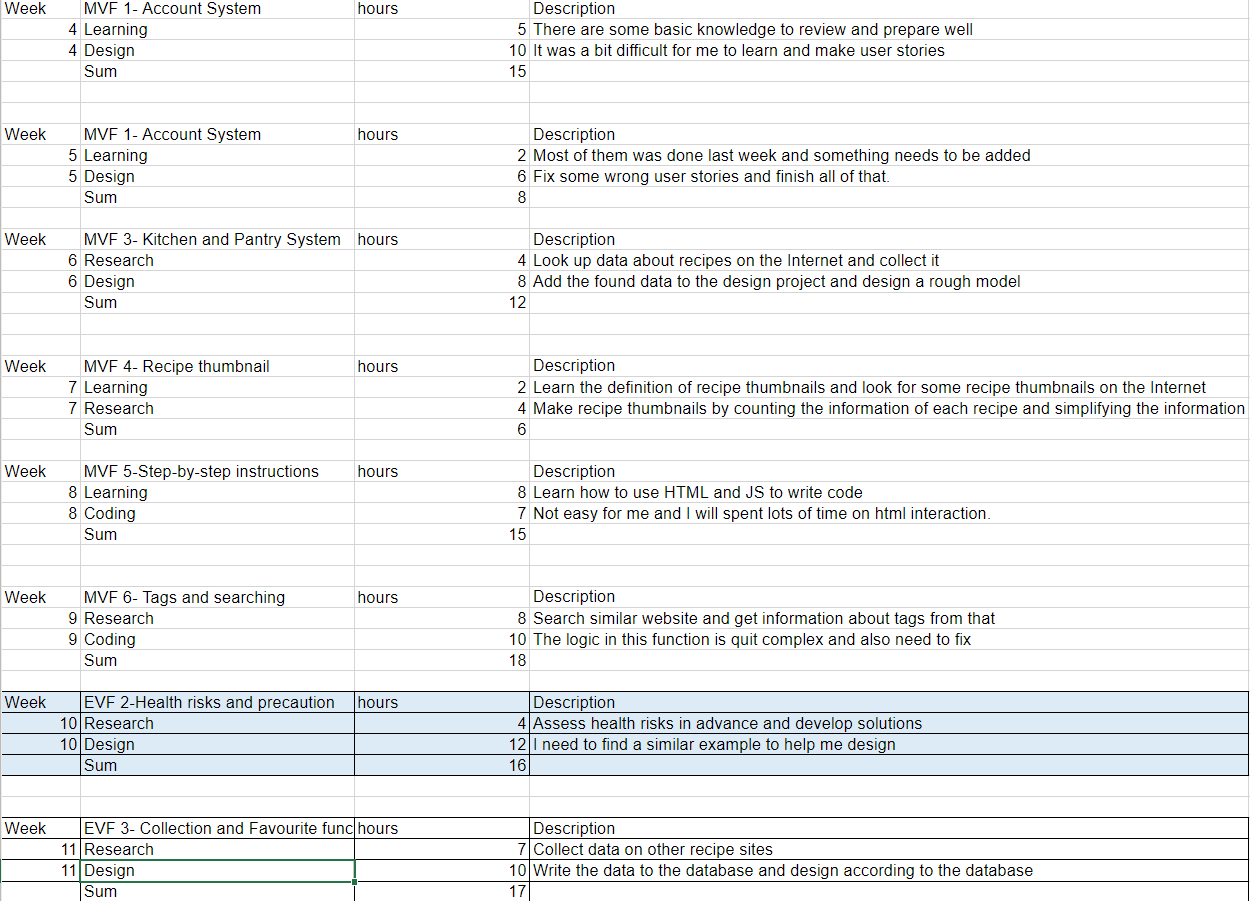 Week MVF 1- Account System hours Description
4 Learning 5 There are some basic knowledge to review and prepare well
4 Design 10 It was a bit difficult for me to learn and make user stories
Sum 15
Week MVF 1- Account System hours Description
5 Learning 2 Most of them was done last week and something needs to be added
5 Design 6 Fix some wrong user stories and finish all of that.
Sum 8
Week MVF 3- Kitchen and Pantry System hours Description
6 Research 4 Look up data about recipes on the Internet and collect it
6 Design 8 Add the found data to the design project and design a rough model
Sum 12
Week MVF 4- Recipe thumbnail hours Description
7 Learning 2 Learn the definition of recipe thumbnails and look for some recipe thumbnails on the Internet
7 Research 4 Make recipe thumbnails by counting the information of each recipe and simplifying the information
Sum 6
Week MVF 5-Step-by-step instructions hours Description
8 Learning 8 Learn how to use HTML and JS to write code
8 Coding 7 Not easy for me and I will spent lots of time on html interaction.
Sum 15
Week MVF 6- Tags and searching hours Description
9 Research 8 Search similar website and get information about tags from that
9 Coding 10 The logic in this function is quit complex and also need to fix
Sum 18
Week EVF 2-Health risks and precaution hours Description
10 Research 4 Assess health risks in advance and develop solutions
10 Design 12 I need to find a similar example to help me design
Sum 16
Week EVF 3- Collection and Favourite func hours Description
11 Research 7 Collect data on other recipe sites
11 Design 10 Write the data to the database and design according to the database
Sum 17